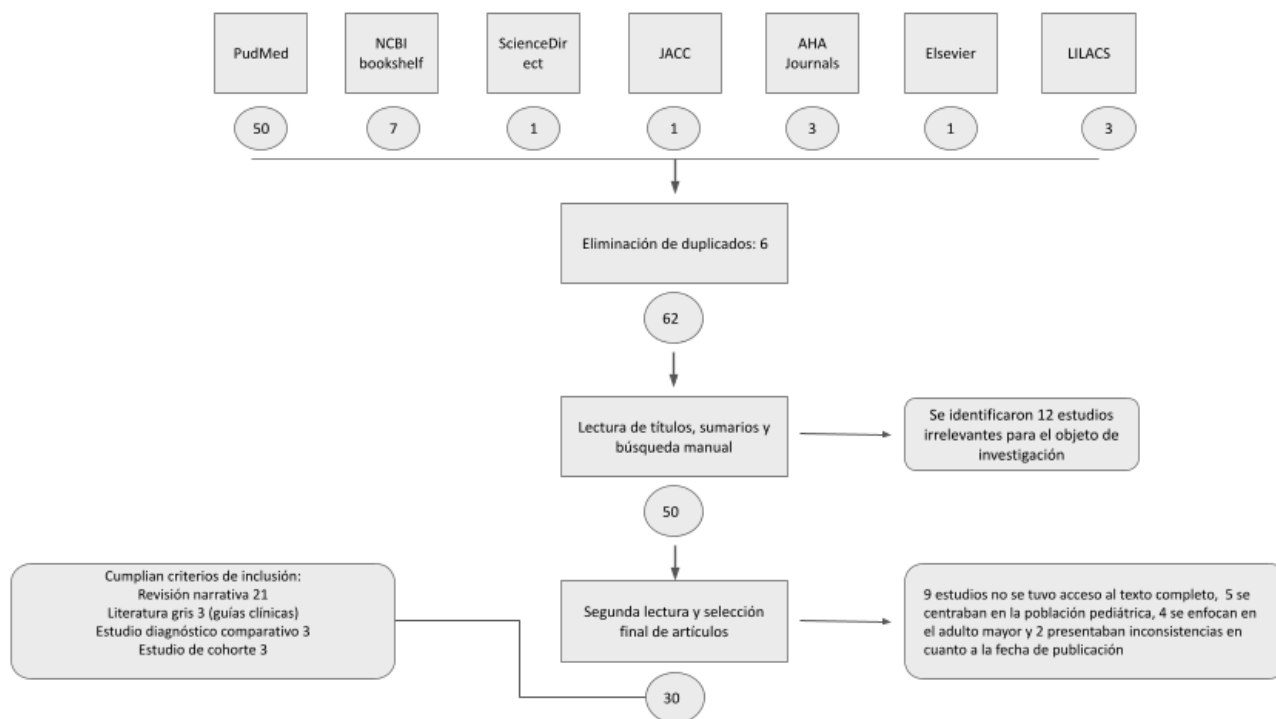 PudMed
NCBI
bookshelf
ScienceDir
ect
JACC
AHA
Journals
Elsevier
LILACS
50
7
1
1
3
1
3
Eliminación de duplicados: 6
62
Lectura de títulos, sumarios y
búsqueda manual
Se identificaron 12 estudios
irrelevantes para el objeto de
investigación
50
Cumplian criterios de inclusión:
Revisión narrativa 21
Literatura gris 3 (guías clínicas)
Estudio diagnóstico comparativo 3
Estudio de cohorte 3
Segunda lectura y selección
final de artículos
9 estudios no se tuvo acceso al texto completo, 5 se
centraban en la población pediátrica, 4 se enfocan en
el adulto mayor y 2 presentaban inconsistencias en
cuanto a la fecha de publicación
30